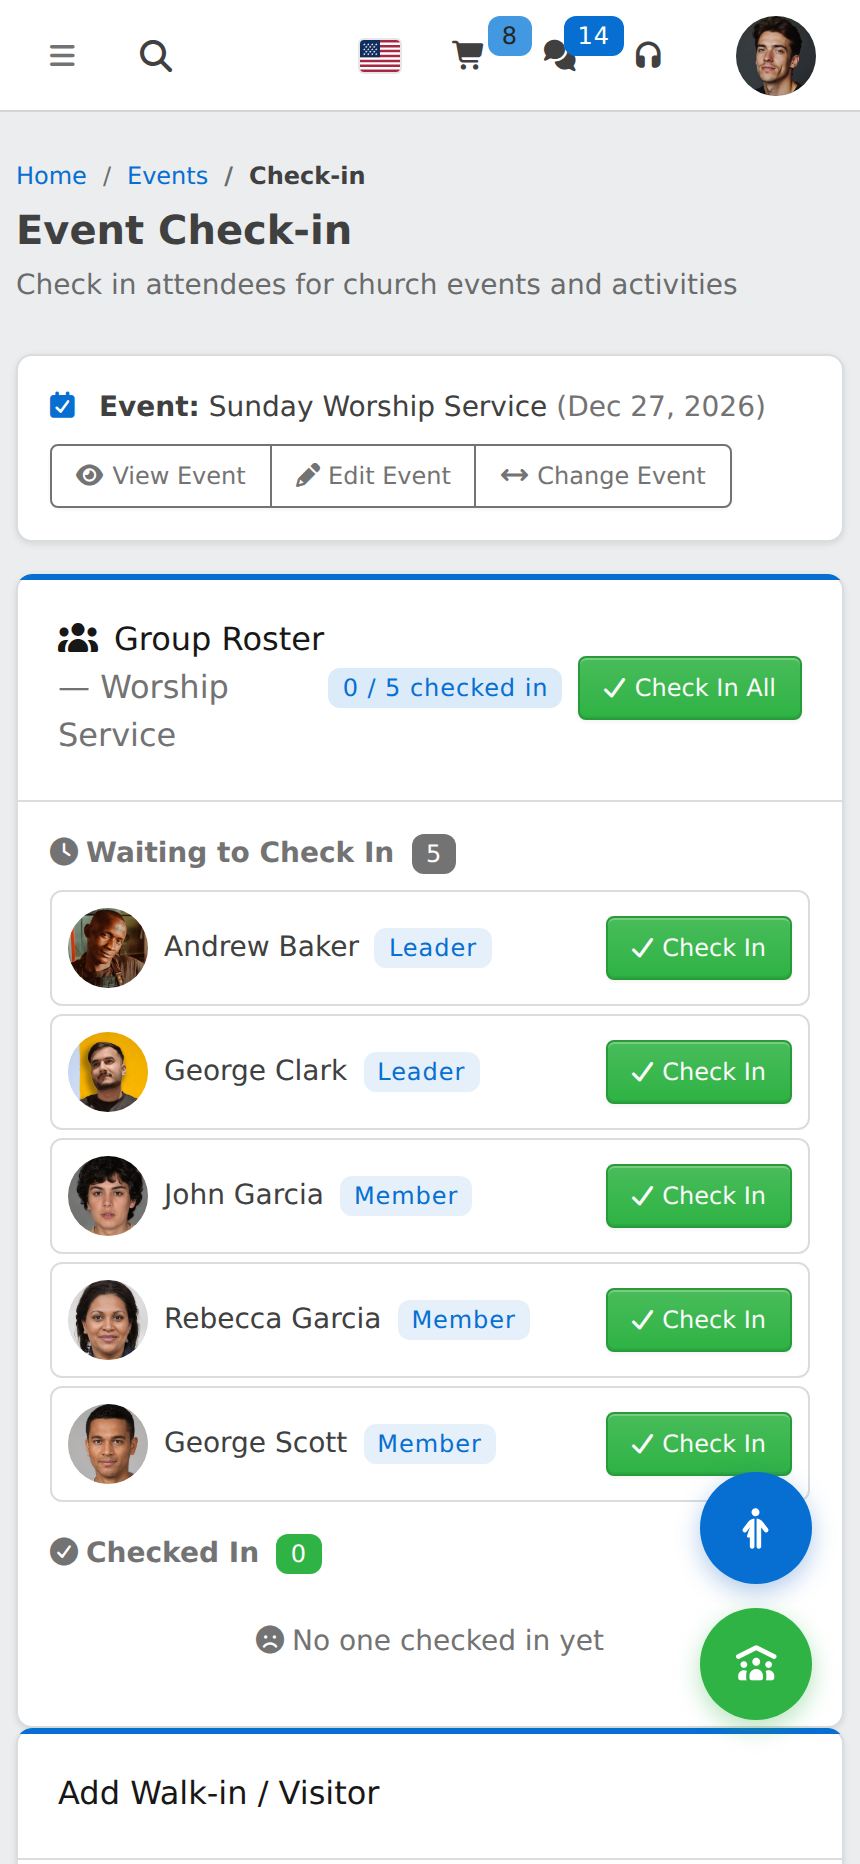 8
14
Home / Events / Check-in
Event Check-in
Check in attendees for church events and activities
Event: Sunday Worship Service (Dec 27, 2026)
View Event
Edit Event
Change Event
Group Roster
— Worship
Service
0 / 5 checked in
Check In All
Waiting to Check In 5
Andrew Baker Leader Check In
George Clark Leader Check In
John Garcia Member Check In
Rebecca Garcia Member Check In
George Scott Member Check In
Checked In 0
No one checked in yet
Add Walk-in / Visitor